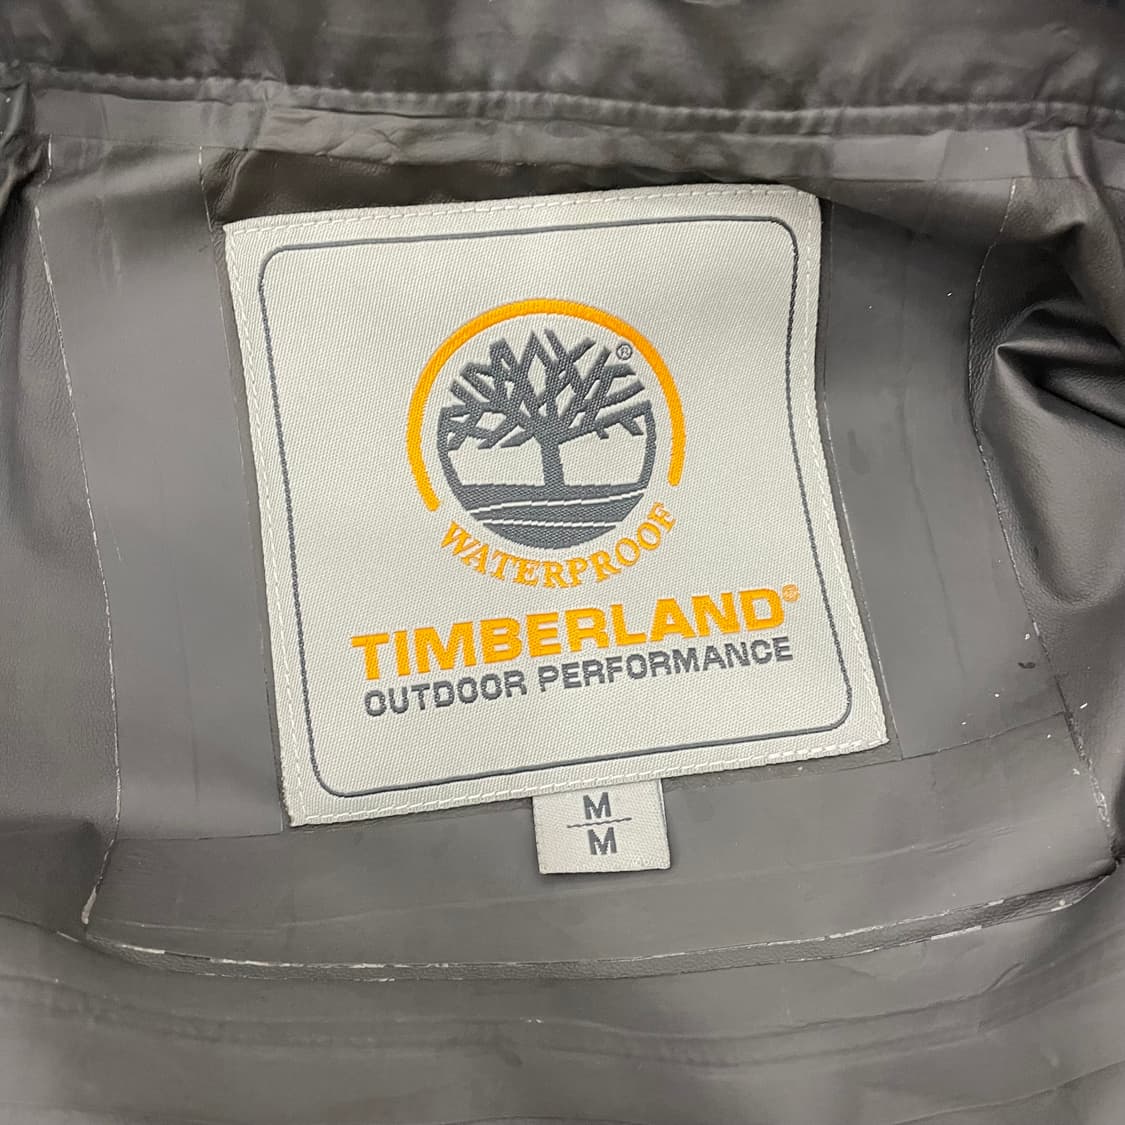 ®
WATERPROOF
TIMBERLAND®
OUTDOOR PERFORMANCE
M
M